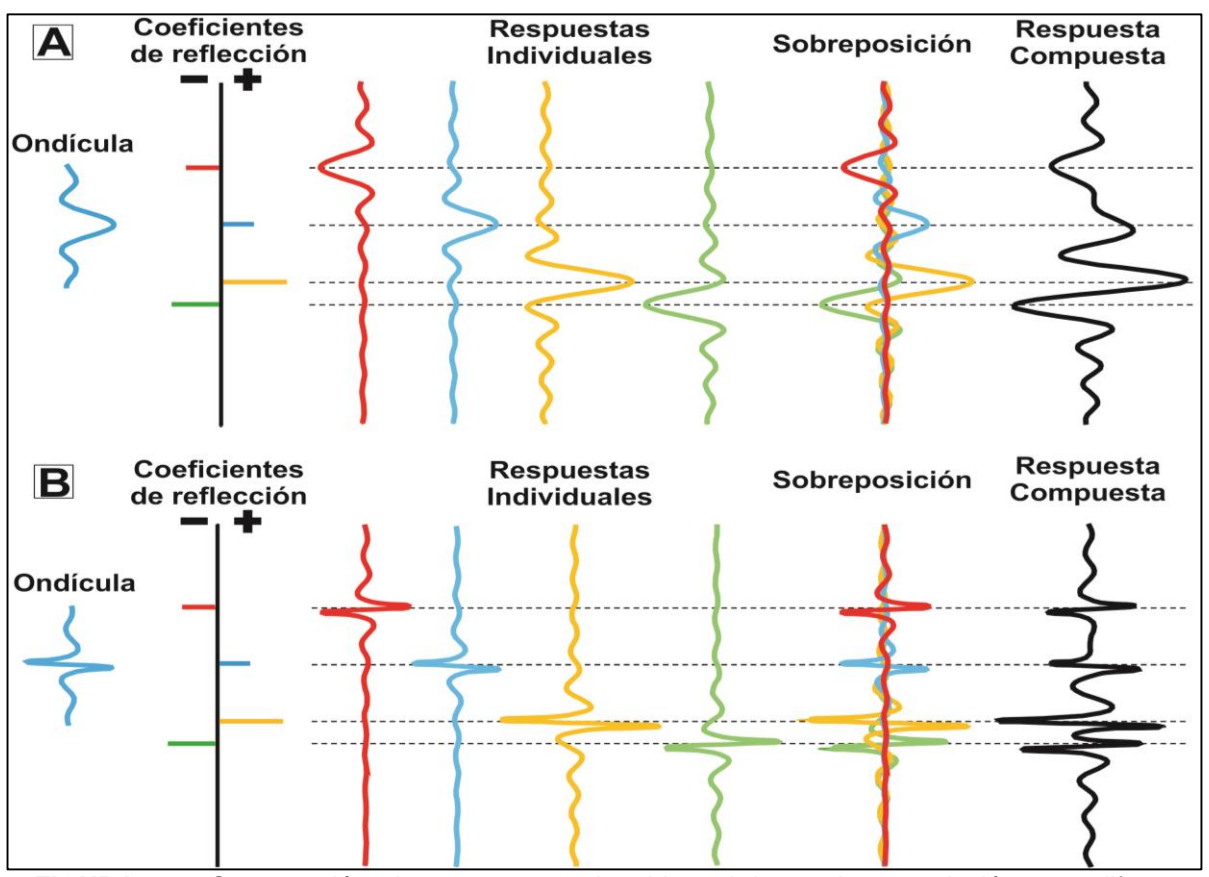 A
Coeficientes
de reflección
- +
Respuestas
Individuales
Sobreposición
Respuesta
Compuesta
Ondícula
B
Coeficientes
de reflección
- +
Respuestas
Individuales
Sobreposición
Respuesta
Compuesta
Ondícula